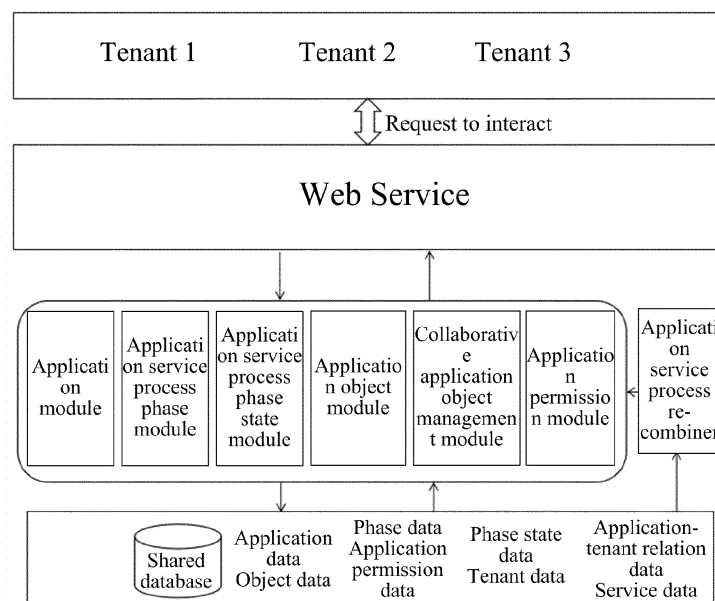 Tenant 1 Tenant 2 Tenant 3
Request to interact
Web Service
Applicati
on
module
Applicati
on service
process
phase
module
Applicati
on service
process
phase
state
module
Applicatio
n object
module
Collaborativ
e
application
object
managemen
t module
Applicatio
n
permissio
n module
Applicati
on
service
process
re-
combiner
Shared
database
Application
data
Object data
Phase data
Application
permission
data
Phase state
data
Tenant data
Application-
tenant relation
data
Service data